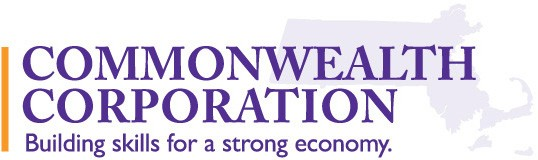 COMMONWEALTH
CORPORATION
Building skills for a strong economy.